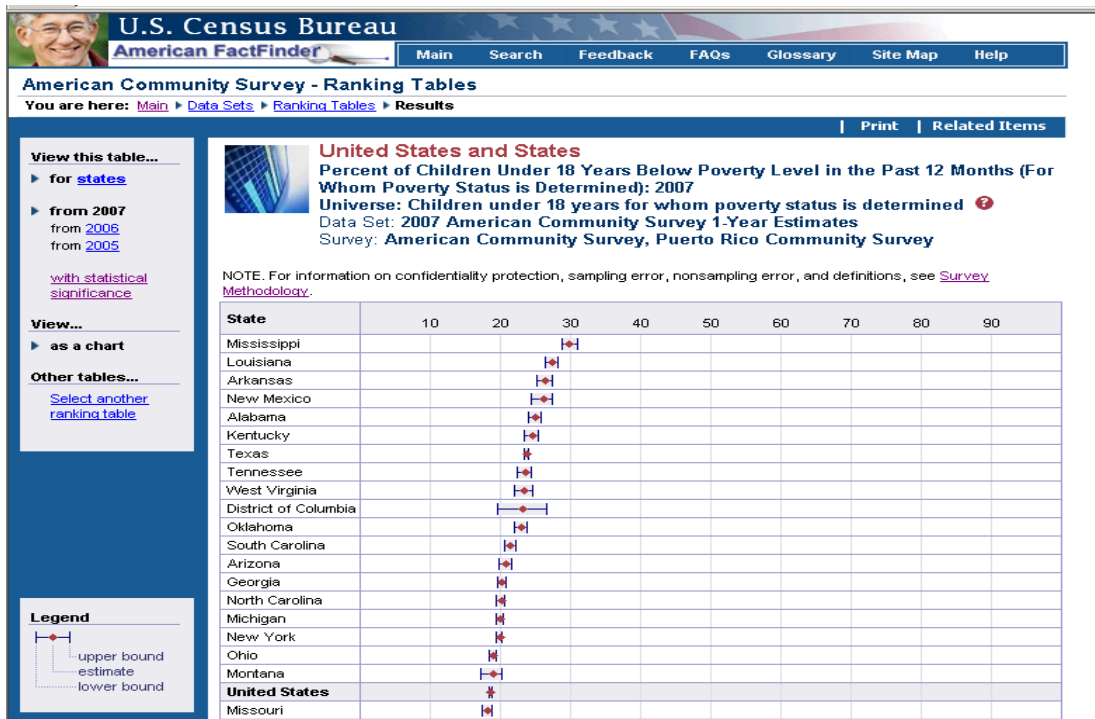 U.S. Census Bureau
American FactFinder
Main Search Feedback FAQs Glossary Site Map Help
American Community Survey - Ranking Tables
You are here: Main Data Sets Ranking Tables Results
| Print | Related Items
View this table...
for states
from 2007
from 2006
from 2005
with statistical
significance
View...
as a chart
Other tables...
Select another
ranking table
Legend
upper bound
estimate
lower bound
United States and States
Percent of Children Under 18 Years Below Poverty Level in the Past 12 Months (For
Whom Poverty Status is Determined): 2007
Universe: Children under 18 years for whom poverty status is determined ?
Data Set: 2007 American Community Survey 1-Year Estimates
Survey: American Community Survey, Puerto Rico Community Survey
NOTE. For information on confidentiality protection, sampling error, nonsampling error, and definitions, see Survey
Methodology.
State 10 20 30 40 50 60 70 80 90
Mississippi
Louisiana
Arkansas
New Mexico
Alabama
Kentucky
Texas
Tennessee
West Virginia
District of Columbia
Oklahoma
South Carolina
Arizona
Georgia
North Carolina
Michigan
New York
Ohio
Montana
United States
Missouri